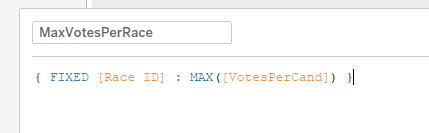 MaxVotesPerRace
{ FIXED [Race ID] : MAX([VotesPerCand]) }